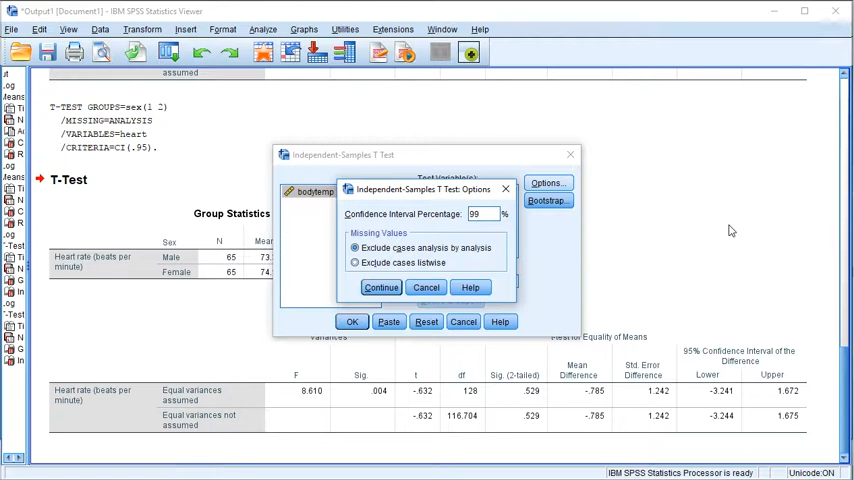 *Output1 [Document1] - IBM SPSS Statistics Viewer
File Edit View Data Transform Insert Format Analyze Graphs Utilities Extensions Window Help
assumed
T-TEST GROUPS=sex(1 2)
/MISSING=ANALYSIS
/VARIABLES=heart
/CRITERIA=CI(.95).
T-Test
Group Statistics
Sex N Mean
Heart rate (beats per minute) Male 65 73.
Female 65 74.
Independent-Samples T Test
Test Variable(s):
bodytemp
Options...
Bootstrap...
Independent-Samples T Test: Options
Confidence Interval Percentage: 99 %
Missing Values
Exclude cases analysis by analysis
Exclude cases listwise
Continue Cancel Help
OK Paste Reset Cancel Help
Variances t-test for Equality of Means
95% Confidence Interval of the
Mean Std. Error Difference
F Sig. t df Sig. (2-tailed) Difference Difference Lower Upper
Heart rate (beats per minute) Equal variances assumed 8.610 .004 -.632 128 .529 -.785 1.242 -3.241 1.672
Equal variances not assumed -.632 116.704 .529 -.785 1.242 -3.244 1.675
IBM SPSS Statistics Processor is ready Unicode:ON